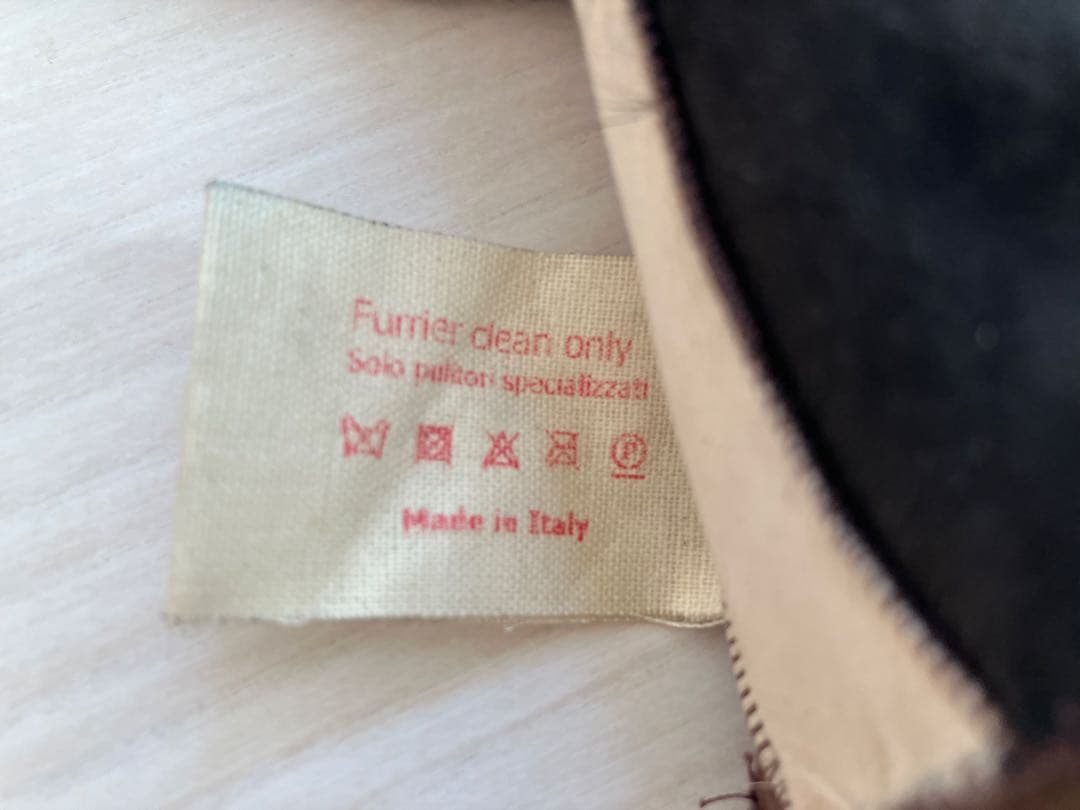 Furrier clean only
Solo pulitori specializzati
P
Made in Italy